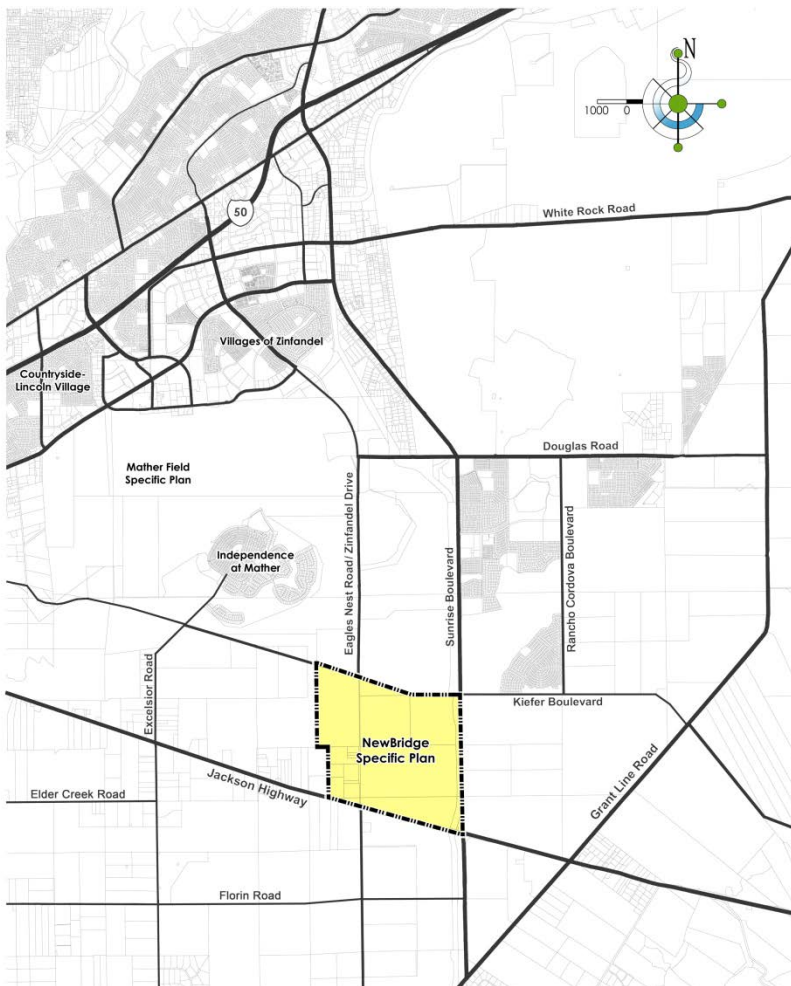 N
1000 0
50
White Rock Road
Villages of Zinfandel
Countryside-
Lincoln Village
Douglas Road
Mather Field
Specific Plan
Eagles Nest Road/ Zinfandel Drive
Sunrise Boulevard
Rancho Cordova Boulevard
Independence
at Mather
Excelsior Road
Kiefer Boulevard
NewBridge
Specific Plan
Jackson Highway
Grant Line Road
Elder Creek Road
Florin Road